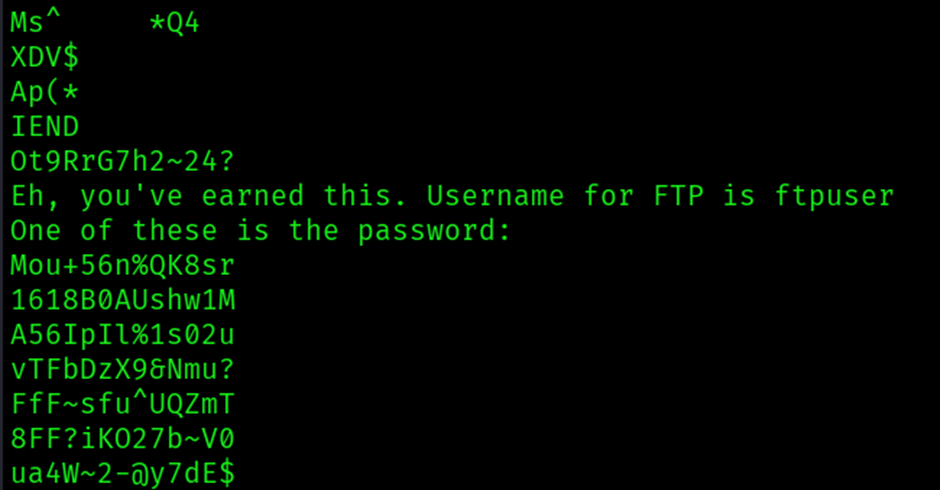 Ms^     *Q4
XDV$
Ap(*
IEND
Ot9RrG7h2~24?
Eh, you've earned this. Username for FTP is ftpuser
One of these is the password:
Mou+56n%QK8sr
1618B0AUshw1M
A56IpIl%1s02u
vTFbDzX9&Nmu?
FfF~sfu^UQZmT
8FF?iKO27b~V0
ua4W~2-@y7dE$